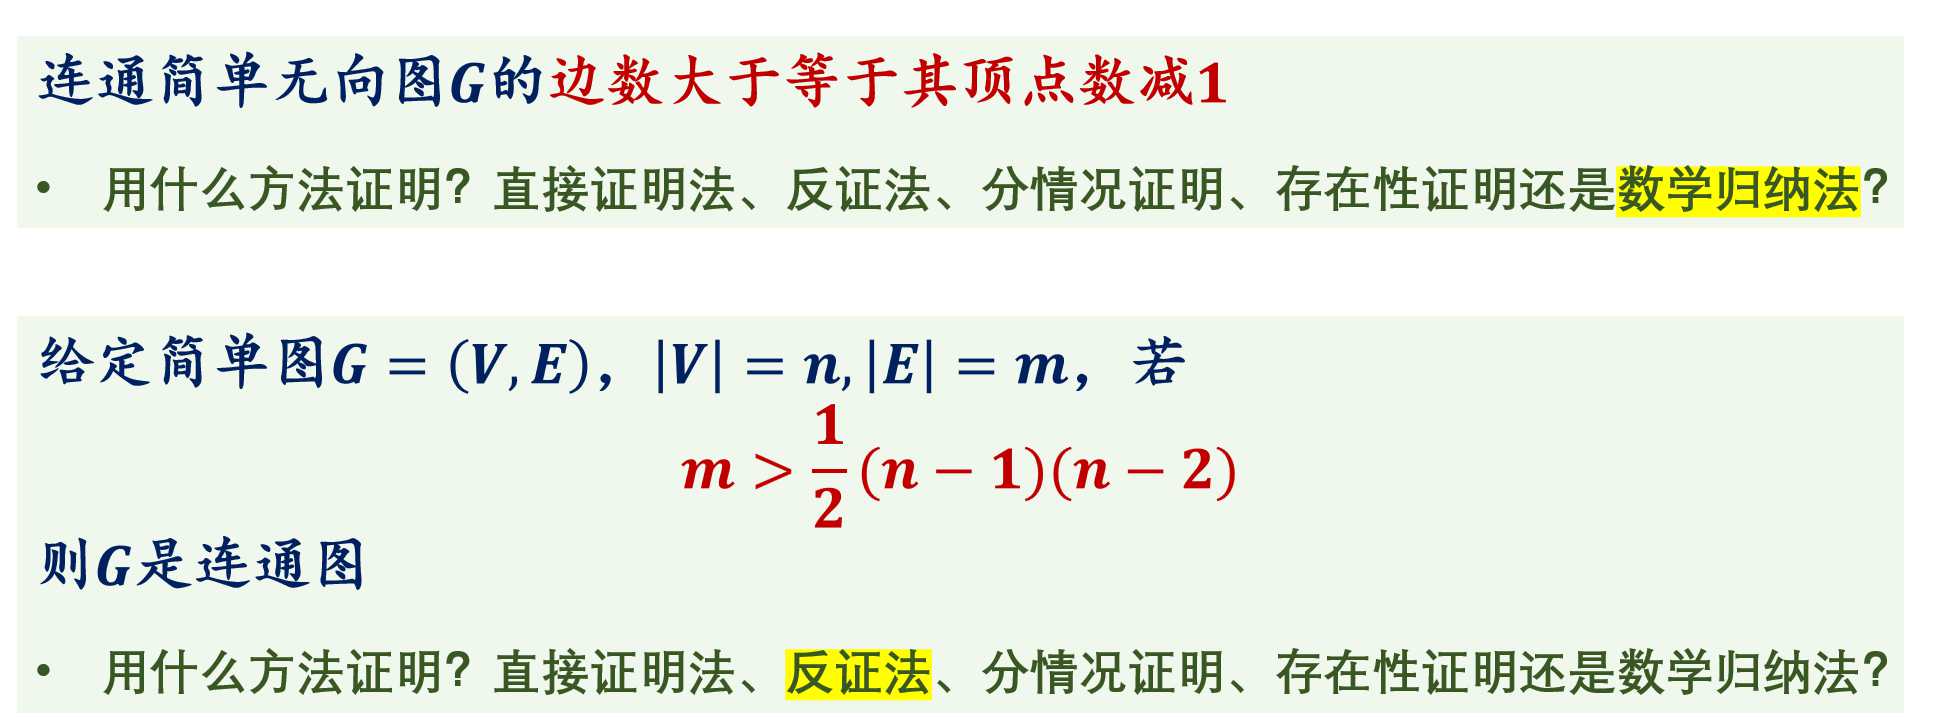 连通简单无向图G的边数大于等于其顶点数减1
• 用什么方法证明？直接证明法、反证法、分情况证明、存在性证明还是数学归纳法？
给定简单图G = (V, E)，|V| = n, |E| = m，若
m > 1/2 (n − 1)(n − 2)
则G是连通图
• 用什么方法证明？直接证明法、反证法、分情况证明、存在性证明还是数学归纳法？